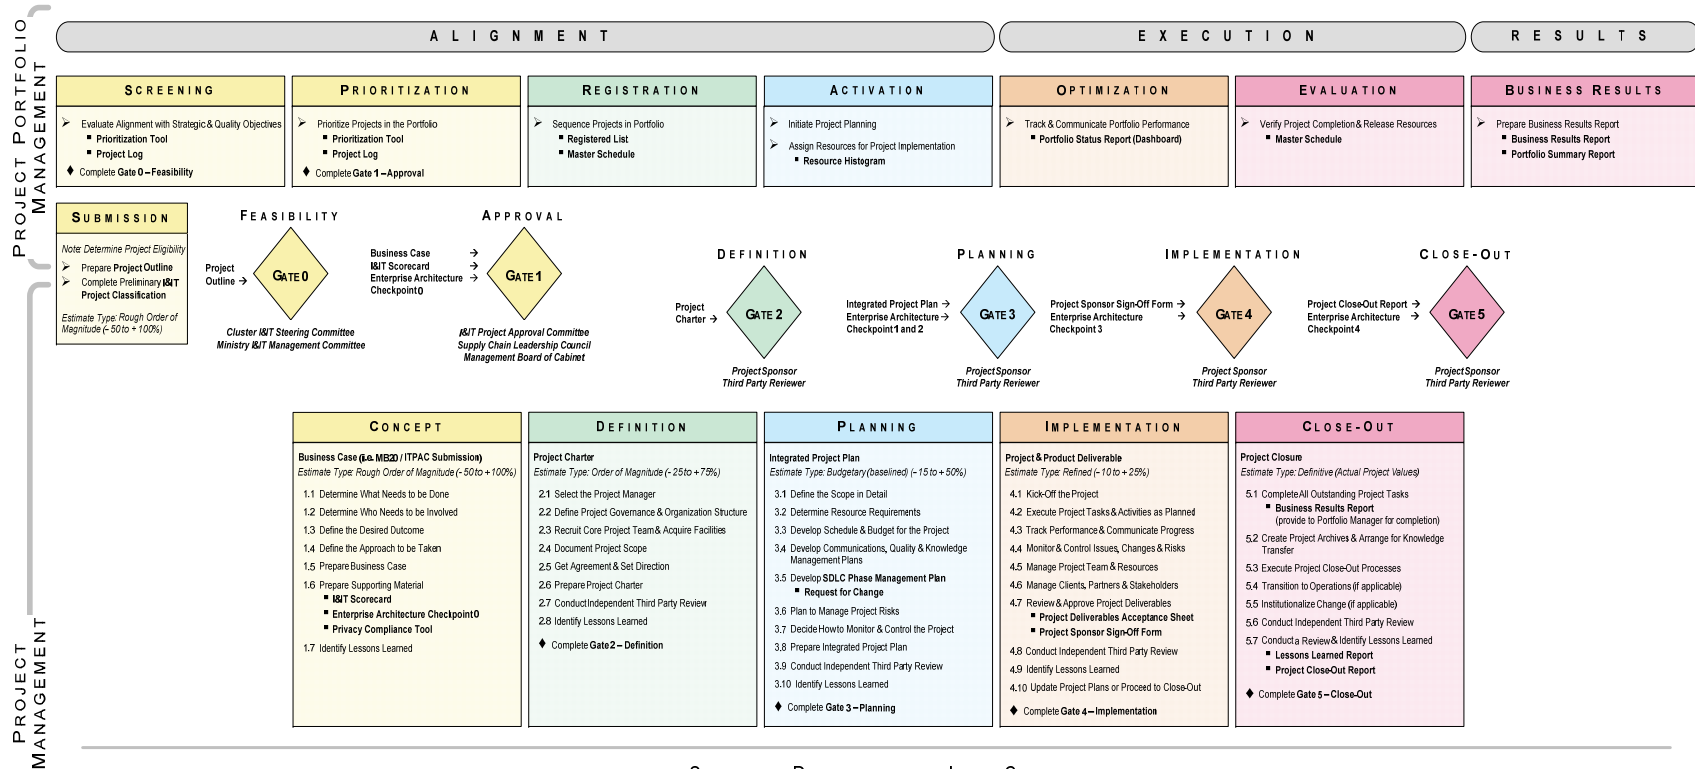 PROJECT PORTFOLIO
MANAGEMENT
ALIGNMENT
EXECUTION
RESULTS
SCREENING
➢ Evaluate Alignment with Strategic & Quality Objectives
▪ Prioritization Tool
▪ Project Log
♦ Complete Gate 0 – Feasibility
PRIORITIZATION
➢ Prioritize Projects in the Portfolio
▪ Prioritization Tool
▪ Project Log
♦ Complete Gate 1 – Approval
REGISTRATION
➢ Sequence Projects in Portfolio
▪ Registered List
▪ Master Schedule
ACTIVATION
➢ Initiate Project Planning
➢ Assign Resources for Project Implementation
▪ Resource Histogram
OPTIMIZATION
➢ Track & Communicate Portfolio Performance
▪ Portfolio Status Report (Dashboard)
EVALUATION
➢ Verify Project Completion & Release Resources
▪ Master Schedule
BUSINESS RESULTS
➢ Prepare Business Results Report
▪ Business Results Report
▪ Portfolio Summary Report
SUBMISSION
Note: Determine Project Eligibility
➢ Prepare Project Outline
➢ Complete Preliminary I&IT
Project Classification
Estimate Type: Rough Order of
Magnitude (- 50 to + 100%)
FEASIBILITY
Project
Outline →
GATE 0
Cluster I&IT Steering Committee
Ministry I&IT Management Committee
APPROVAL
Business Case →
I&IT Scorecard →
Enterprise Architecture →
Checkpoint 0
GATE 1
I&IT Project Approval Committee
Supply Chain Leadership Council
Management Board of Cabinet
DEFINITION
Project
Charter →
GATE 2
Project Sponsor
Third Party Reviewer
PLANNING
Integrated Project Plan →
Enterprise Architecture →
Checkpoint 1 and 2
GATE 3
Project Sponsor
Third Party Reviewer
IMPLEMENTATION
Project Sponsor Sign-Off Form →
Enterprise Architecture →
Checkpoint 3
GATE 4
Project Sponsor
Third Party Reviewer
CLOSE-OUT
Project Close-Out Report →
Enterprise Architecture →
Checkpoint 4
GATE 5
Project Sponsor
Third Party Reviewer
PROJECT
MANAGEMENT
CONCEPT
Business Case (i.e. MB20 / ITPAC Submission)
Estimate Type: Rough Order of Magnitude (- 50 to + 100%)
1.1 Determine What Needs to be Done
1.2 Determine Who Needs to be Involved
1.3 Define the Desired Outcome
1.4 Define the Approach to be Taken
1.5 Prepare Business Case
1.6 Prepare Supporting Material
▪ I&IT Scorecard
▪ Enterprise Architecture Checkpoint 0
▪ Privacy Compliance Tool
1.7 Identify Lessons Learned
DEFINITION
Project Charter
Estimate Type: Order of Magnitude (- 25 to + 75%)
2.1 Select the Project Manager
2.2 Define Project Governance & Organization Structure
2.3 Recruit Core Project Team & Acquire Facilities
2.4 Document Project Scope
2.5 Get Agreement & Set Direction
2.6 Prepare Project Charter
2.7 Conduct Independent Third Party Review
2.8 Identify Lessons Learned
♦ Complete Gate 2 – Definition
PLANNING
Integrated Project Plan
Estimate Type: Budgetary (baselined) (- 15 to + 50%)
3.1 Define the Scope in Detail
3.2 Determine Resource Requirements
3.3 Develop Schedule & Budget for the Project
3.4 Develop Communications, Quality & Knowledge
Management Plans
3.5 Develop SDLC Phase Management Plan
▪ Request for Change
3.6 Plan to Manage Project Risks
3.7 Decide How to Monitor & Control the Project
3.8 Prepare Integrated Project Plan
3.9 Conduct Independent Third Party Review
3.10 Identify Lessons Learned
♦ Complete Gate 3 – Planning
IMPLEMENTATION
Project & Product Deliverable
Estimate Type: Refined (- 10 to + 25%)
4.1 Kick-Off the Project
4.2 Execute Project Tasks & Activities as Planned
4.3 Track Performance & Communicate Progress
4.4 Monitor & Control Issues, Changes & Risks
4.5 Manage Project Team & Resources
4.6 Manage Clients, Partners & Stakeholders
4.7 Review & Approve Project Deliverables
▪ Project Deliverables Acceptance Sheet
▪ Project Sponsor Sign-Off Form
4.8 Conduct Independent Third Party Review
4.9 Identify Lessons Learned
4.10 Update Project Plans or Proceed to Close-Out
♦ Complete Gate 4 – Implementation
CLOSE-OUT
Project Closure
Estimate Type: Definitive (Actual Project Values)
5.1 Complete All Outstanding Project Tasks
▪ Business Results Report
(provide to Portfolio Manager for completion)
5.2 Create Project Archives & Arrange for Knowledge
Transfer
5.3 Execute Project Close-Out Processes
5.4 Transition to Operations (if applicable)
5.5 Institutionalize Change (if applicable)
5.6 Conduct Independent Third Party Review
5.7 Conduct a Review & Identify Lessons Learned
▪ Lessons Learned Report
▪ Project Close-Out Report
♦ Complete Gate 5 – Close-Out